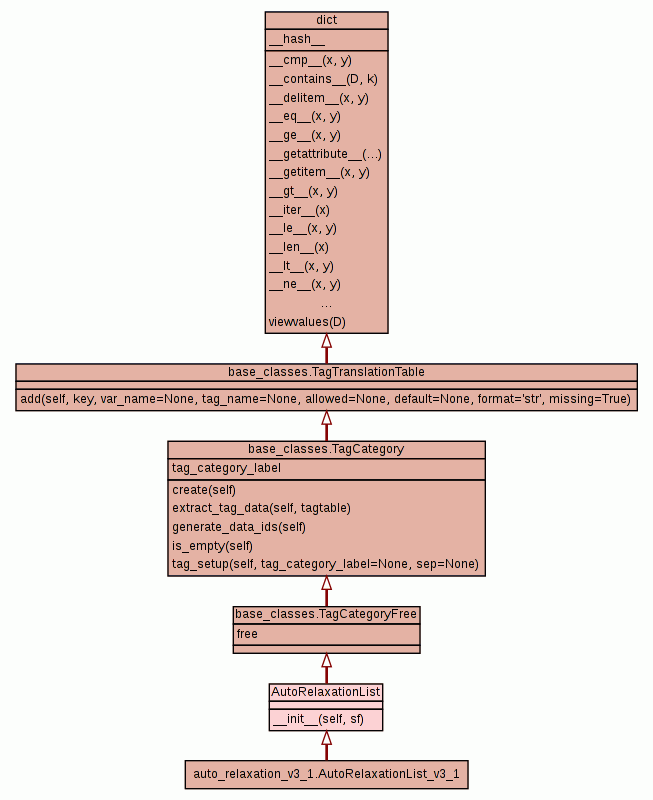 dict
__hash__
__cmp__(x, y)
__contains__(D, k)
__delitem__(x, y)
__eq__(x, y)
__ge__(x, y)
__getattribute__(...)
__getitem__(x, y)
__gt__(x, y)
__iter__(x)
__le__(x, y)
__len__(x)
__lt__(x, y)
__ne__(x, y)
...
viewvalues(D)
base_classes.TagTranslationTable
add(self, key, var_name=None, tag_name=None, allowed=None, default=None, format='str', missing=True)
base_classes.TagCategory
tag_category_label
create(self)
extract_tag_data(self, tagtable)
generate_data_ids(self)
is_empty(self)
tag_setup(self, tag_category_label=None, sep=None)
base_classes.TagCategoryFree
free
AutoRelaxationList
__init__(self, sf)
auto_relaxation_v3_1.AutoRelaxationList_v3_1